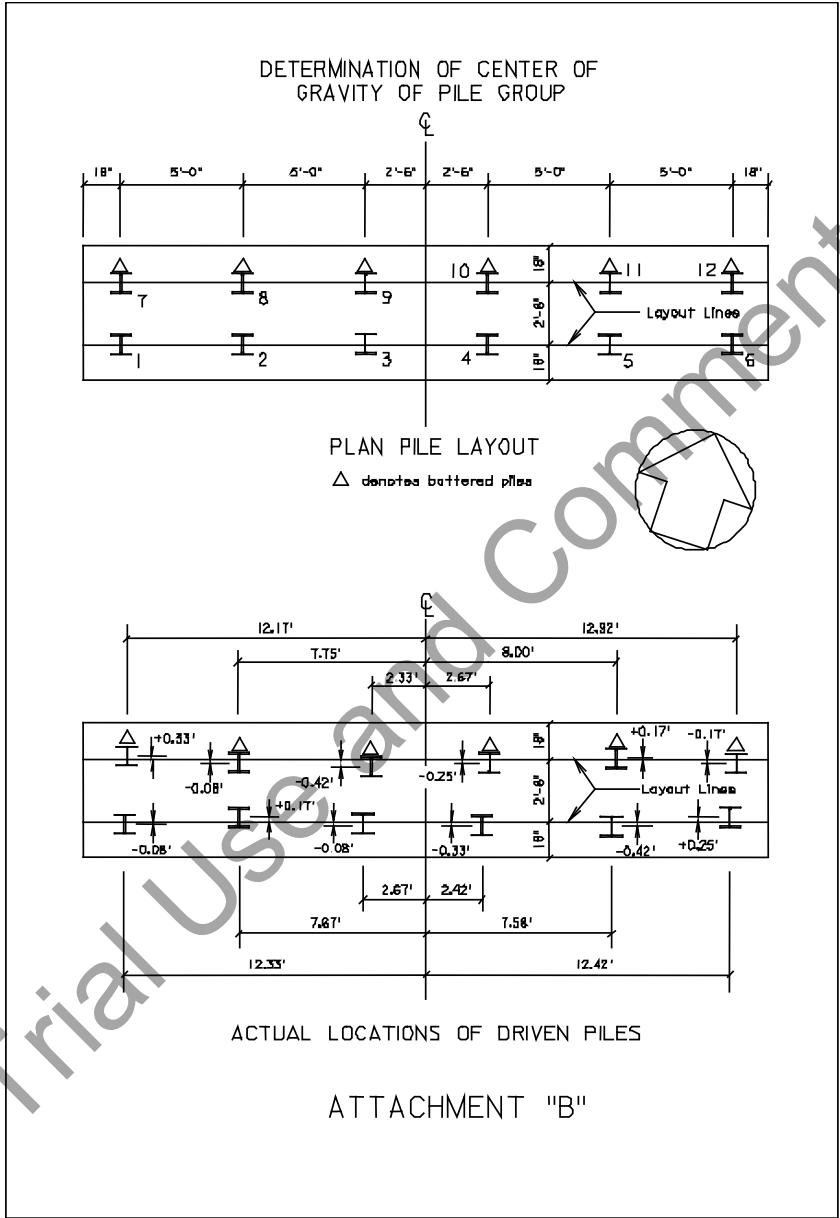 DETERMINATION OF CENTER OF
GRAVITY OF PILE GROUP
℄
18" 5'-0" 5'-0" 2'-6" 2'-6" 5'-0" 5'-0" 18"
10 11 12 18"
7 8 9
2'-6" Layout Lines
1 2 3 4 5 6
18"
PLAN PILE LAYOUT
△ denotes battered piles
℄
12.17' 12.92'
7.75' 8.00'
2.33' 2.67'
+0.33' +0.17' -0.17' 18"
-0.08' -0.42' -0.25'
2'-6" Layout Lines
+0.17'
-0.08' -0.08' -0.33' 18" -0.42' +0.25'
2.67' 2.42'
7.67' 7.58'
12.33' 12.42'
ACTUAL LOCATIONS OF DRIVEN PILES
ATTACHMENT "B"
Trial Use and Comment